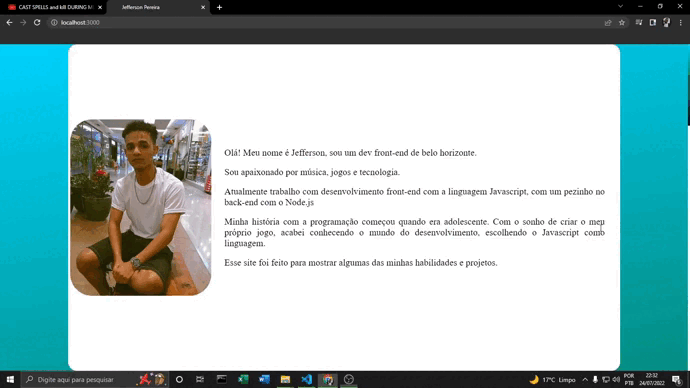 CAST SPELLS and kill DURING M
Jefferson Pereira
localhost:3000
Olá! Meu nome é Jefferson, sou um dev front-end de belo horizonte.
Sou apaixonado por música, jogos e tecnologia.
Atualmente trabalho com desenvolvimento front-end com a linguagem Javascript, com um pezinho no
back-end com o Node.js
Minha história com a programação começou quando era adolescente. Com o sonho de criar o meu
próprio jogo, acabei conhecendo o mundo do desenvolvimento, escolhendo o Javascript como
linguagem.
Esse site foi feito para mostrar algumas das minhas habilidades e projetos.
Digite aqui para pesquisar
17°C Limpo
POR
PTB
22:32
24/07/2022